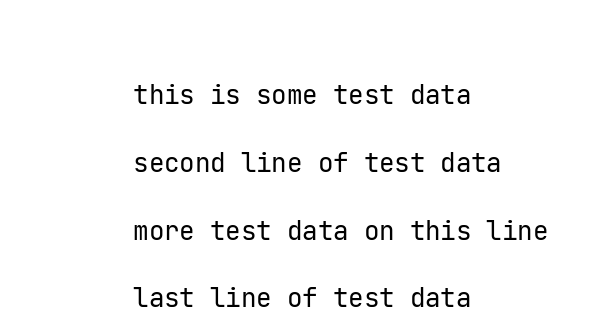 this is some test data
second line of test data
more test data on this line
last line of test data